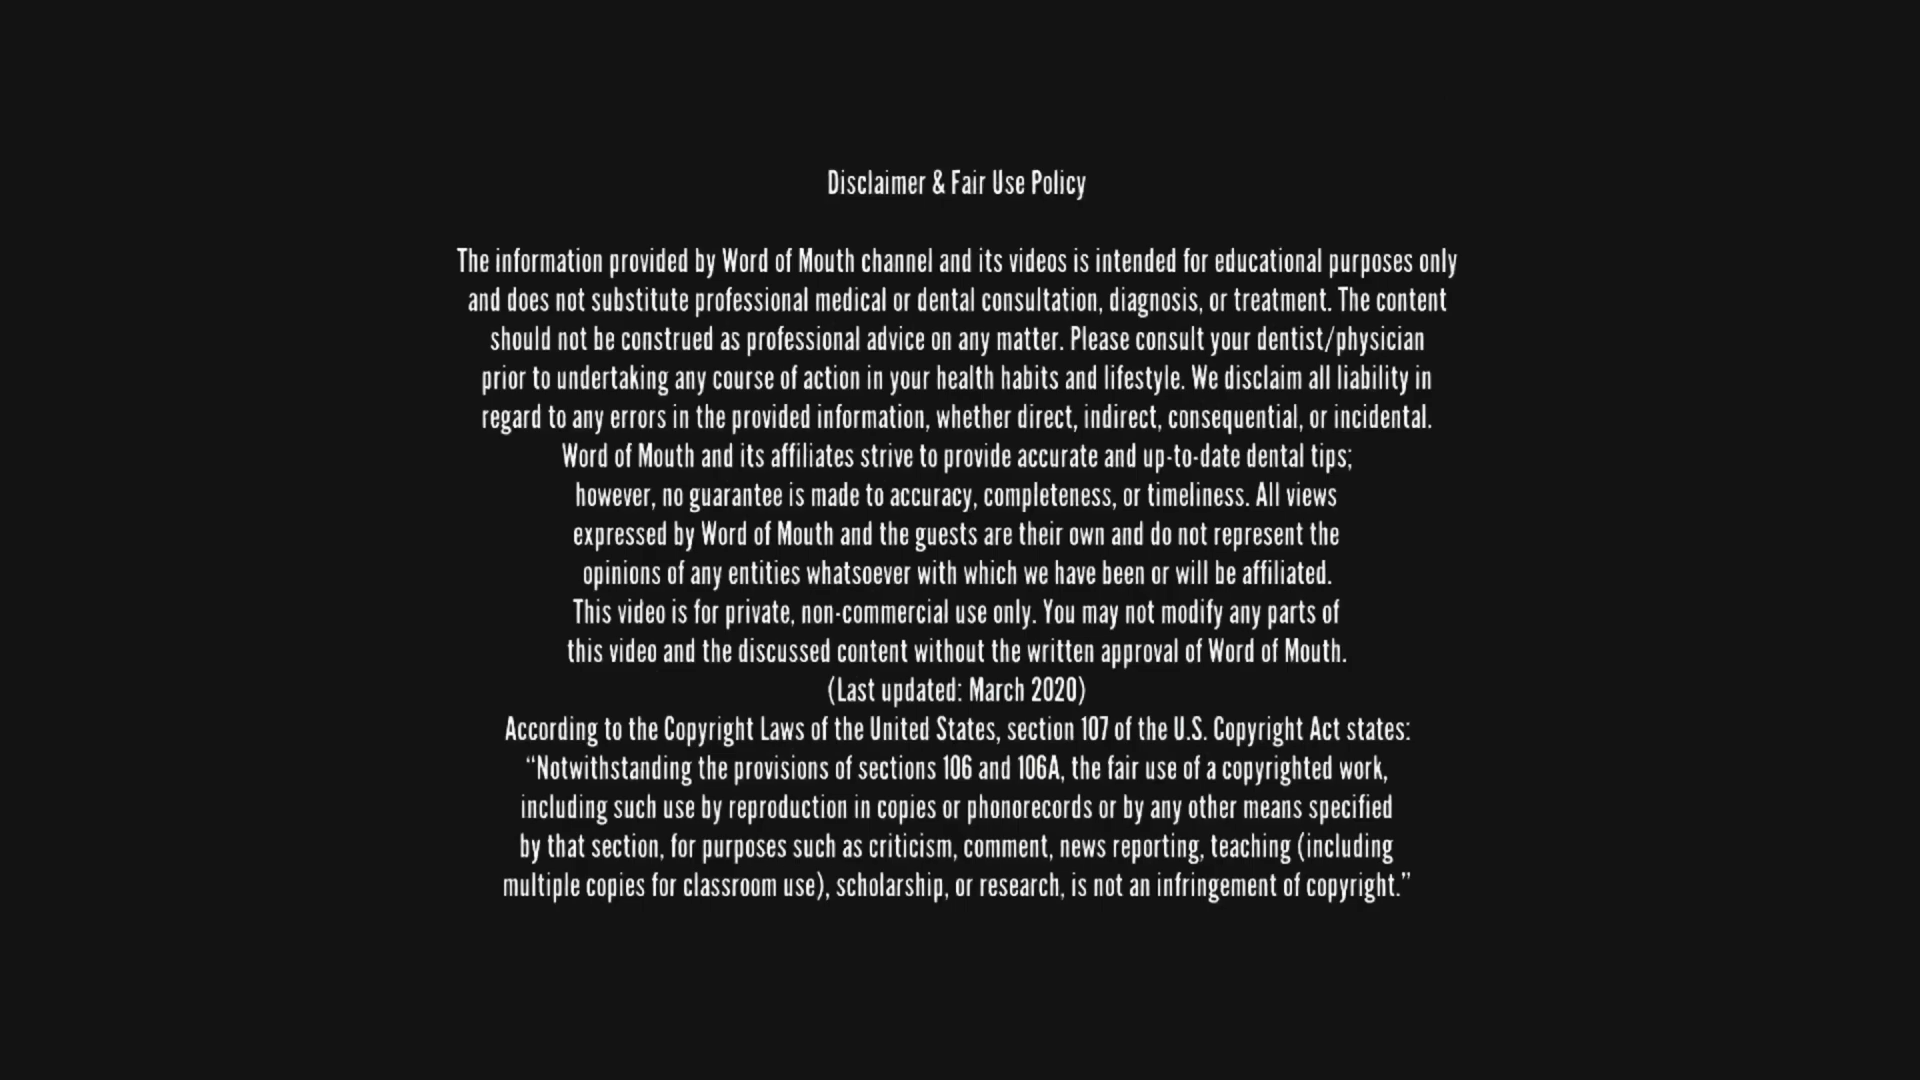 Disclaimer & Fair Use Policy
The information provided by Word of Mouth channel and its videos is intended for educational purposes only
and does not substitute professional medical or dental consultation, diagnosis, or treatment. The content
should not be construed as professional advice on any matter. Please consult your dentist/physician
prior to undertaking any course of action in your health habits and lifestyle. We disclaim all liability in
regard to any errors in the provided information, whether direct, indirect, consequential, or incidental.
Word of Mouth and its affiliates strive to provide accurate and up-to-date dental tips;
however, no guarantee is made to accuracy, completeness, or timeliness. All views
expressed by Word of Mouth and the guests are their own and do not represent the
opinions of any entities whatsoever with which we have been or will be affiliated.
This video is for private, non-commercial use only. You may not modify any parts of
this video and the discussed content without the written approval of Word of Mouth.
(Last updated: March 2020)
According to the Copyright Laws of the United States, section 107 of the U.S. Copyright Act states:
“Notwithstanding the provisions of sections 106 and 106A, the fair use of a copyrighted work,
including such use by reproduction in copies or phonorecords or by any other means specified
by that section, for purposes such as criticism, comment, news reporting, teaching (including
multiple copies for classroom use), scholarship, or research, is not an infringement of copyright.”